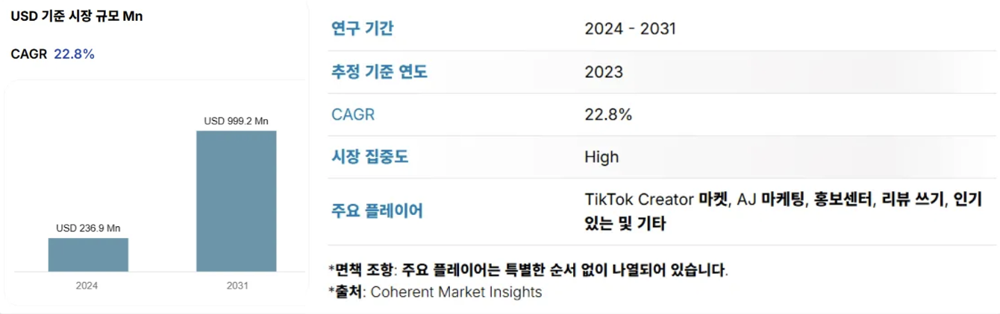 USD 기준 시장 규모 Mn
CAGR 22.8%
USD 999.2 Mn
USD 236.9 Mn
2024
2031
연구 기간 2024 - 2031
추정 기준 연도 2023
CAGR 22.8%
시장 집중도 High
주요 플레이어 TikTok Creator 마켓, AJ 마케팅, 홍보센터, 리뷰 쓰기, 인기
있는 및 기타
*면책 조항: 주요 플레이어는 특별한 순서 없이 나열되어 있습니다.
*출처: Coherent Market Insights